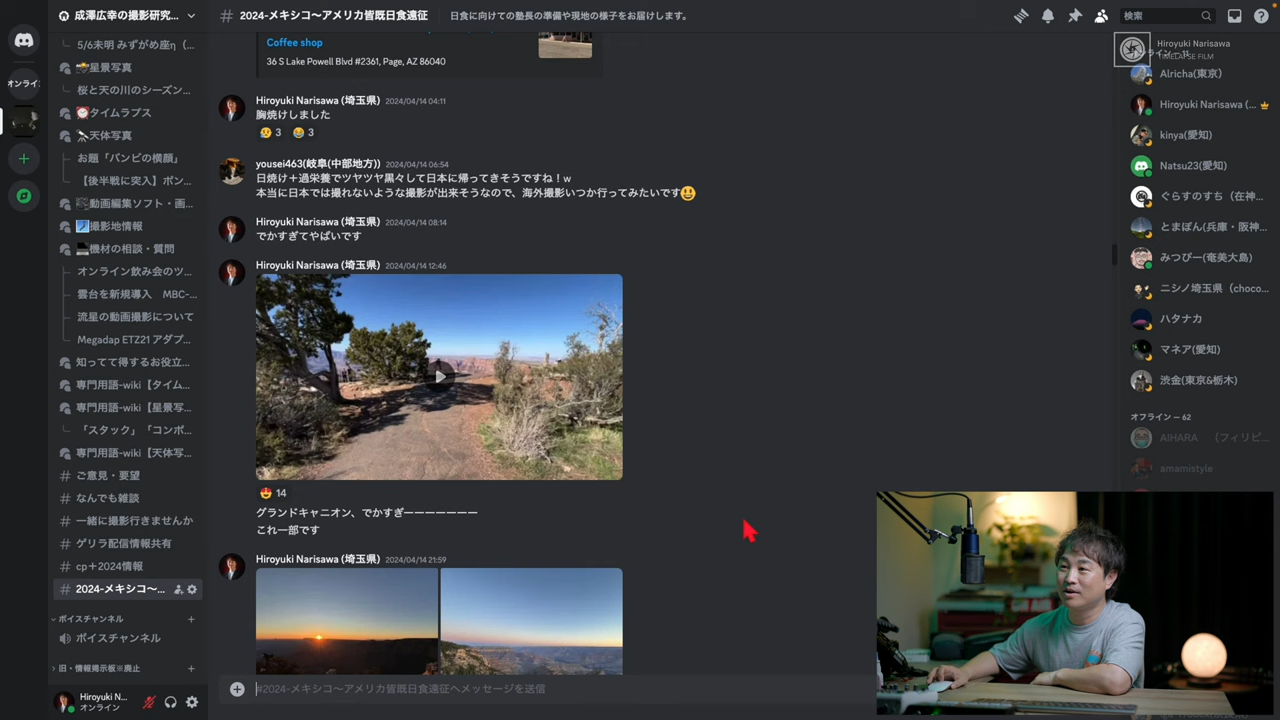 成澤広幸の撮影研究...
2024-メキシコ〜アメリカ皆既日食遠征
日食に向けての塾長の準備や現地の様子をお届けします。
検索
オンライ
5/6未明 みずがめ座η（...
📸星景写真
桜と天の川のシーズン...
⏰タイムラプス
🔭天体写真
お題「バンビの横顔」
【後半戦に突入】ポン...
動画編集ソフト・画...
撮影地情報
機材の相談・質問
オンライン飲み会のツ...
雲台を新規導入 MBC-...
流星の動画撮影について
Megadap ETZ21 アダプ...
知ってて得するお役立...
専門用語-wiki【タイム...
専門用語-wiki【星景写...
「スタック」「コンポ...
専門用語-wiki【天体写...
ご意見・要望
なんでも雑談
一緒に撮影行きませんか
ゲリラ配信情報共有
cp＋2024情報
2024-メキシコ〜...
ボイスチャンネル
ボイスチャンネル
旧・情報掲示板※廃止
Hiroyuki N...
オンライン
Coffee shop
36 S Lake Powell Blvd #2361, Page, AZ 86040
Hiroyuki Narisawa (埼玉県) 2024/04/14 04:11
胸焼けしました
😥 3 😂 3
yousei463(岐阜(中部地方)) 2024/04/14 06:54
日焼け＋過栄養でツヤツヤ黒々して日本に帰ってきそうですね！w
本当に日本では撮れないような撮影が出来そうなので、海外撮影いつか行ってみたいです😃
Hiroyuki Narisawa (埼玉県) 2024/04/14 08:14
でかすぎてやばいです
Hiroyuki Narisawa (埼玉県) 2024/04/14 12:46
😍 14
グランドキャニオン、でかすぎーーーーーーー
これ一部です
Hiroyuki Narisawa (埼玉県) 2024/04/14 21:59
#2024-メキシコ〜アメリカ皆既日食遠征へメッセージを送信
Hiroyuki Narisawa
TIMELAPSE FILM
Alricha(東京)
Hiroyuki Narisawa (...
kinya(愛知)
Natsu23(愛知)
ぐらすのすち（在神...
とまぽん(兵庫・阪神...
みつぴー(奄美大島)
ニシノ埼玉県（choco...
ハタナカ
マネア(愛知)
渋金(東京&栃木)
オフライン — 62
AIHARA （フィリピ...
amamistyle